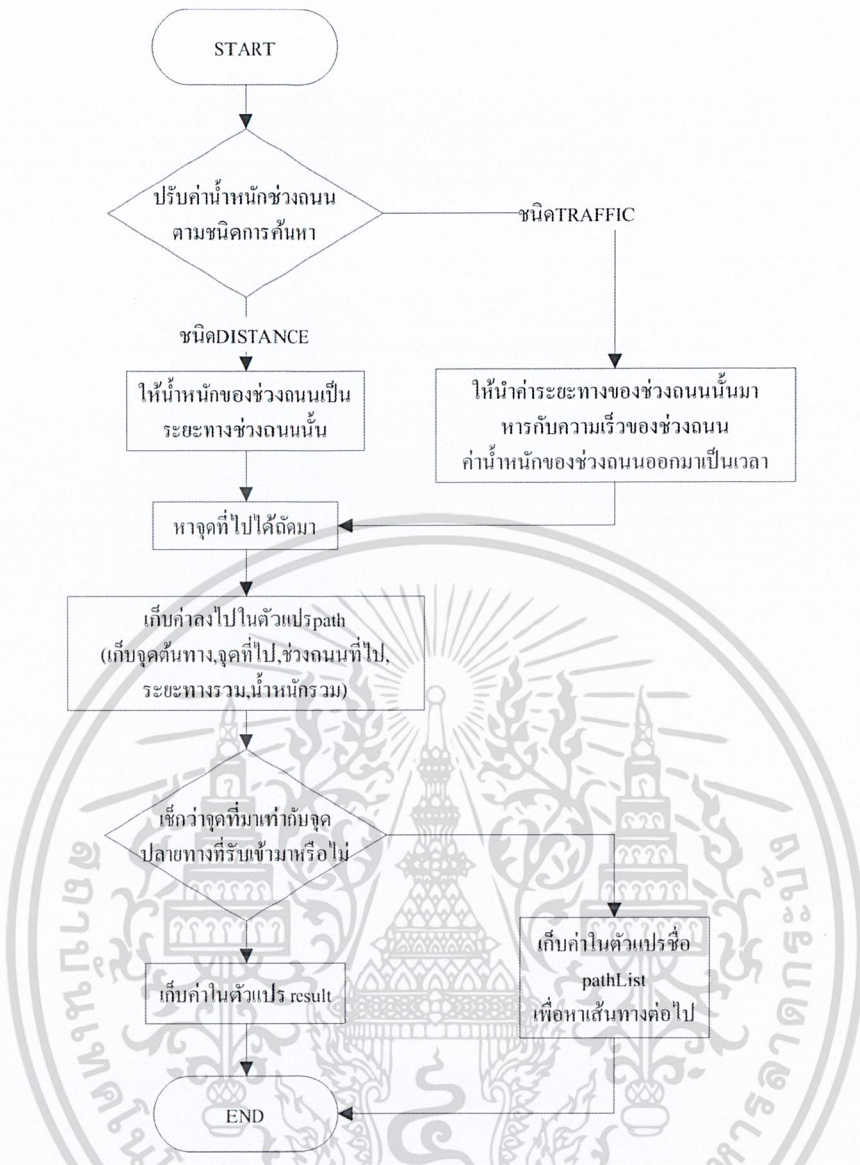 START
ปรับค่าน้ำหนักช่วงถนน
ตามชนิดการค้นหา
ชนิดTRAFFIC
ชนิดDISTANCE
ให้น้ำหนักของช่วงถนนเป็น
ระยะทางช่วงถนนนั้น
ให้นำค่าระยะทางของช่วงถนนนั้นมา
หารกับความเร็วของช่วงถนน
ค่าน้ำหนักของช่วงถนนออกมาเป็นเวลา
หาจุดที่ไปได้ถัดมา
เก็บค่าลงไปในตัวแปรpath
(เก็บจุดต้นทาง,จุดที่ไป,ช่วงถนนที่ไป,
ระยะทางรวม,น้ำหนักรวม)
เช็กว่าจุดที่มาเท่ากับจุด
ปลายทางที่รับเข้ามาหรือไม่
เก็บค่าในตัวแปร result
เก็บค่าในตัวแปรชื่อ
pathList
เพื่อหาเส้นทางต่อไป
END